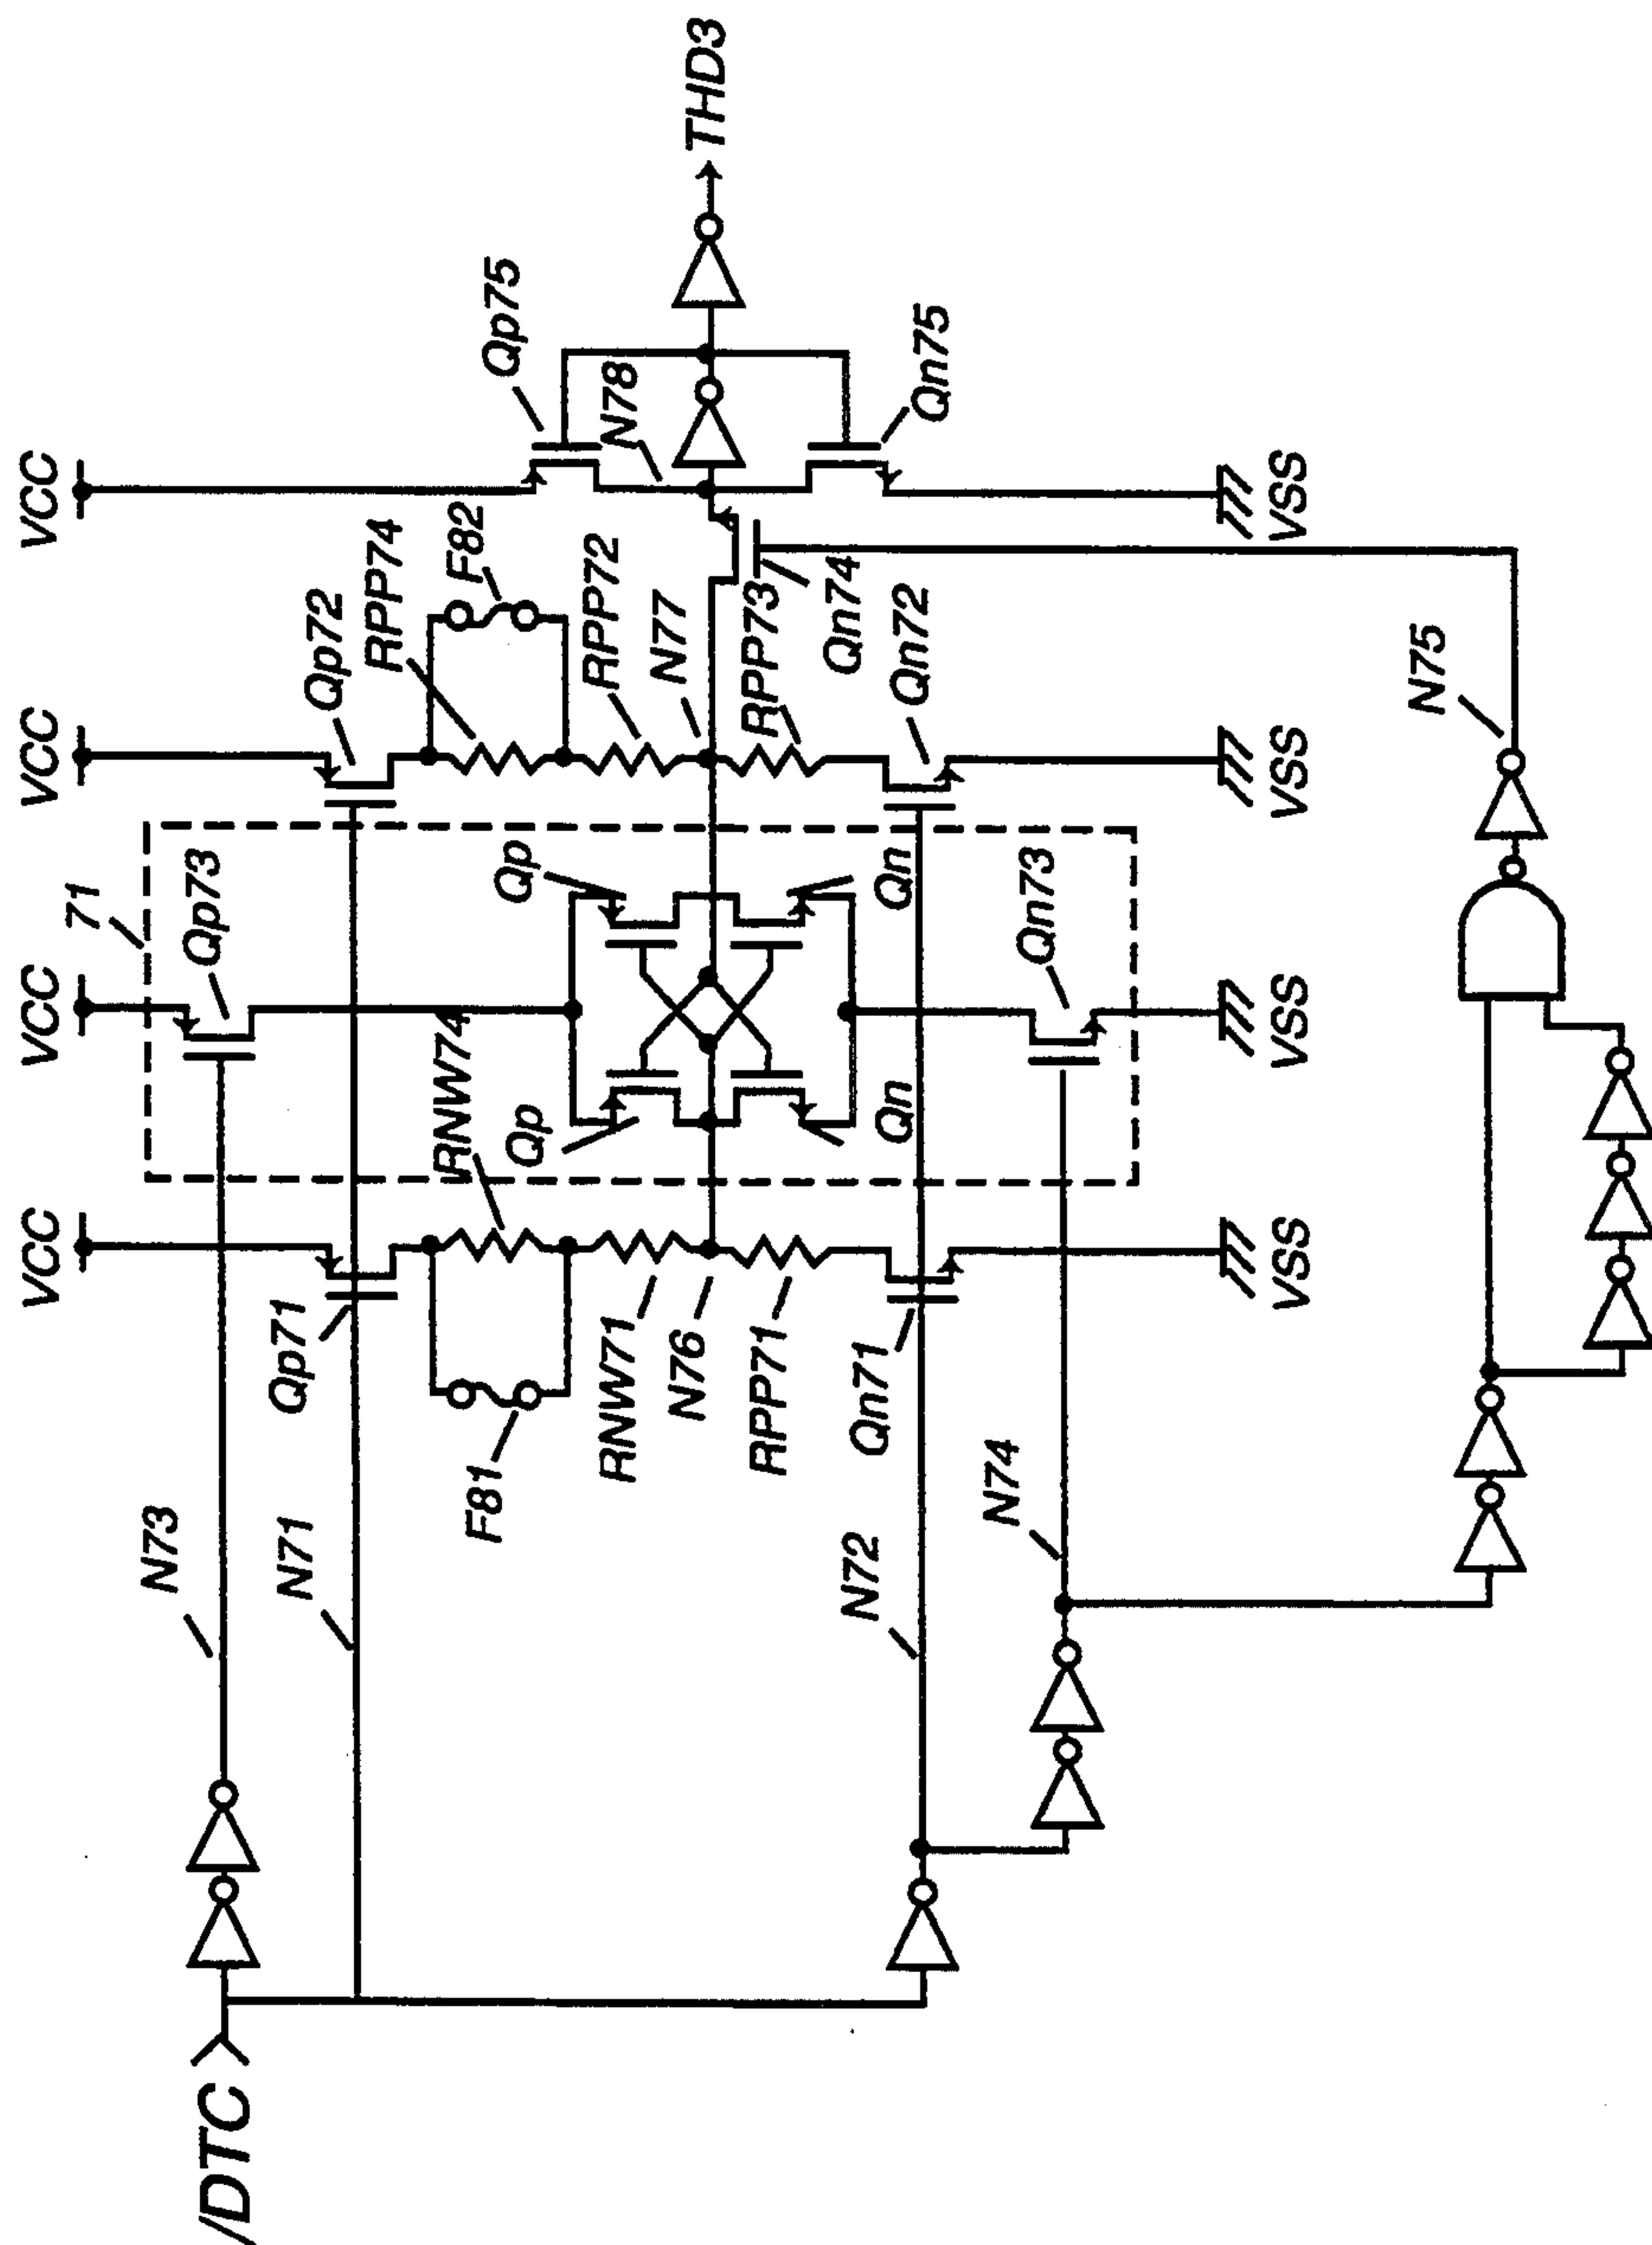 /DTC
N73
N71
N72
N74
N75
VCC
VCC
VCC
VCC
71
Qp71
Qp73
Qp72
Qp75
F81
RNW74
RPP74
F82
N78
RNW71
N76
RPP71
Qp
Qp
Qn
Qn
RPP72
N77
RPP73
Qn74
Qn71
Qn73
Qn72
Qn75
THD3
VSS
VSS
VSS
VSS